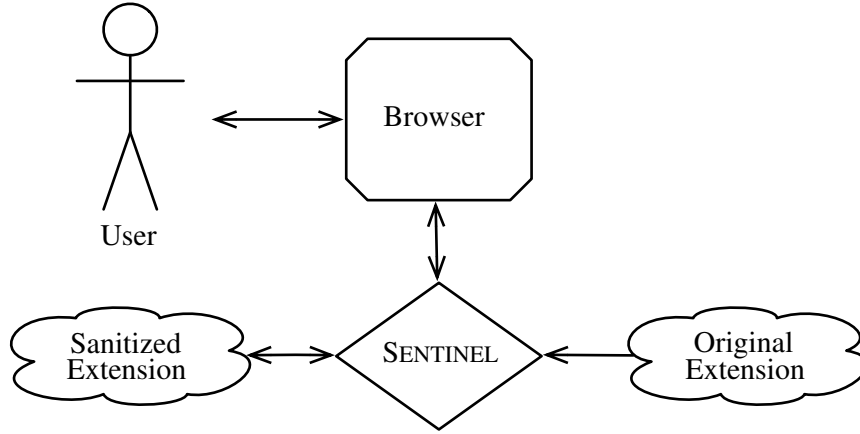 Browser
User
Sanitized
Extension
SENTINEL
Original
Extension